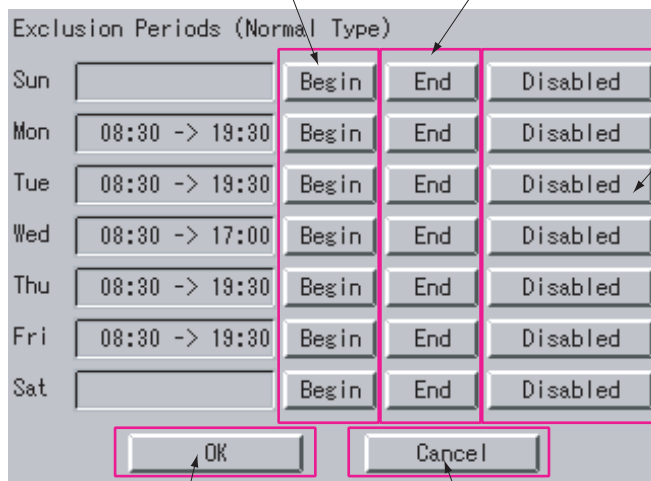 Exclusion Periods (Normal Type)
Sun Begin End Disabled
Mon 08:30 -> 19:30 Begin End Disabled
Tue 08:30 -> 19:30 Begin End Disabled
Wed 08:30 -> 17:00 Begin End Disabled
Thu 08:30 -> 19:30 Begin End Disabled
Fri 08:30 -> 19:30 Begin End Disabled
Sat Begin End Disabled
OK Cancel